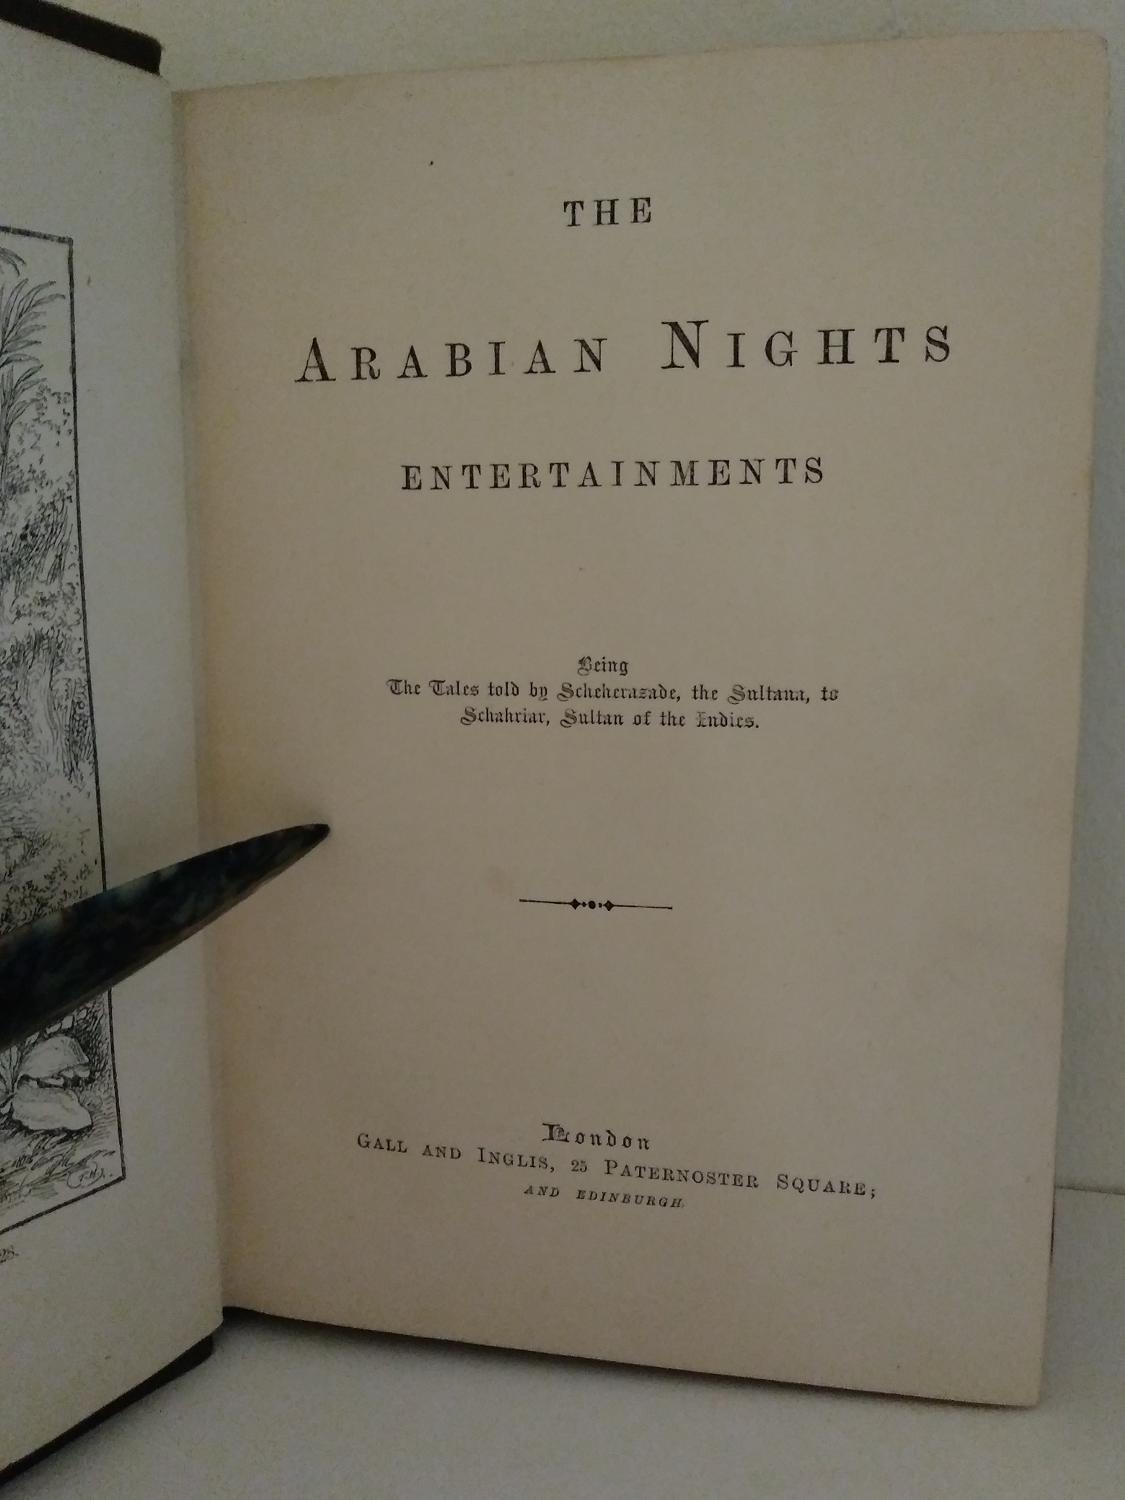 THE
ARABIAN NIGHTS
ENTERTAINMENTS
Being
The Tales told by Scheherazade, the Sultana, to
Schahriar, Sultan of the Indies.
London
GALL AND INGLIS, 25 PATERNOSTER SQUARE;
AND EDINBURGH.